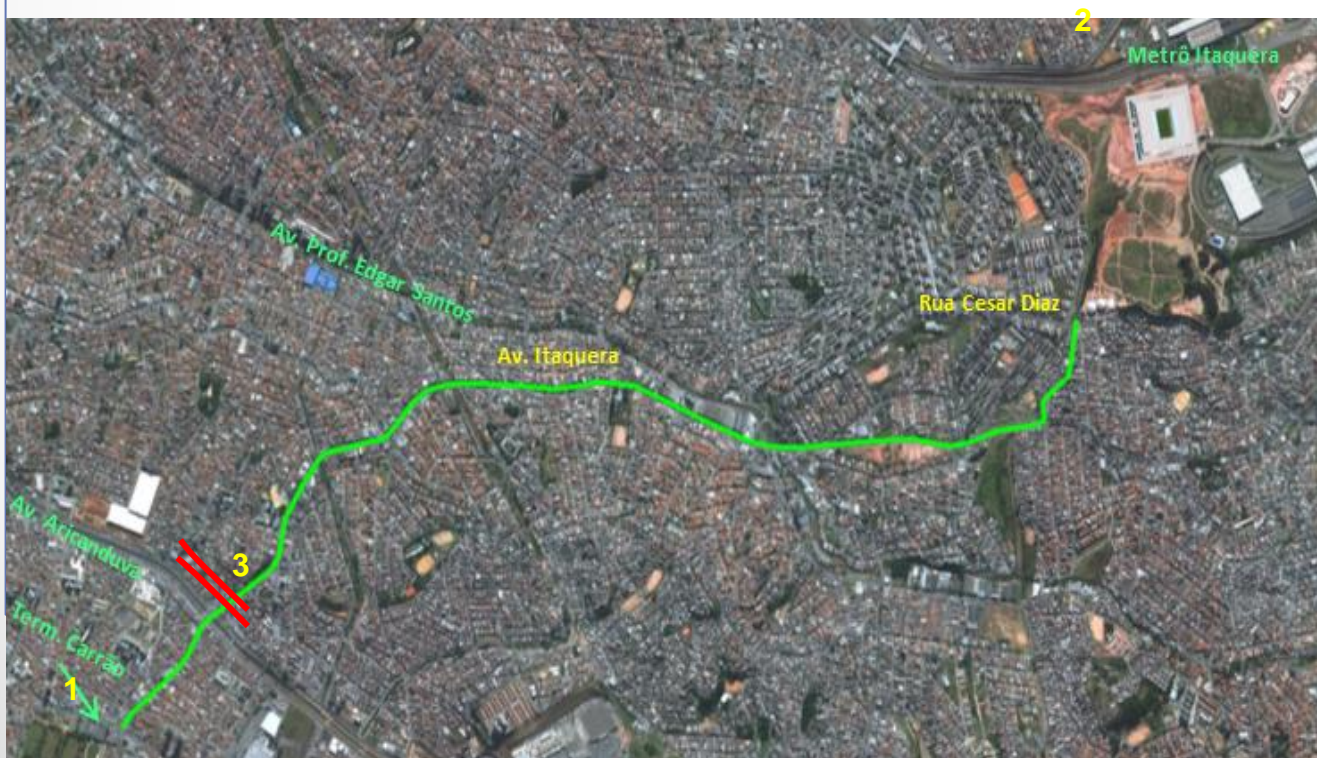 2
Metrô Itaquera
Av. Prof. Edgar Santos
Rua Cesar Diaz
Av. Itaquera
Av. Aricanduva
3
Term. Carrão
1